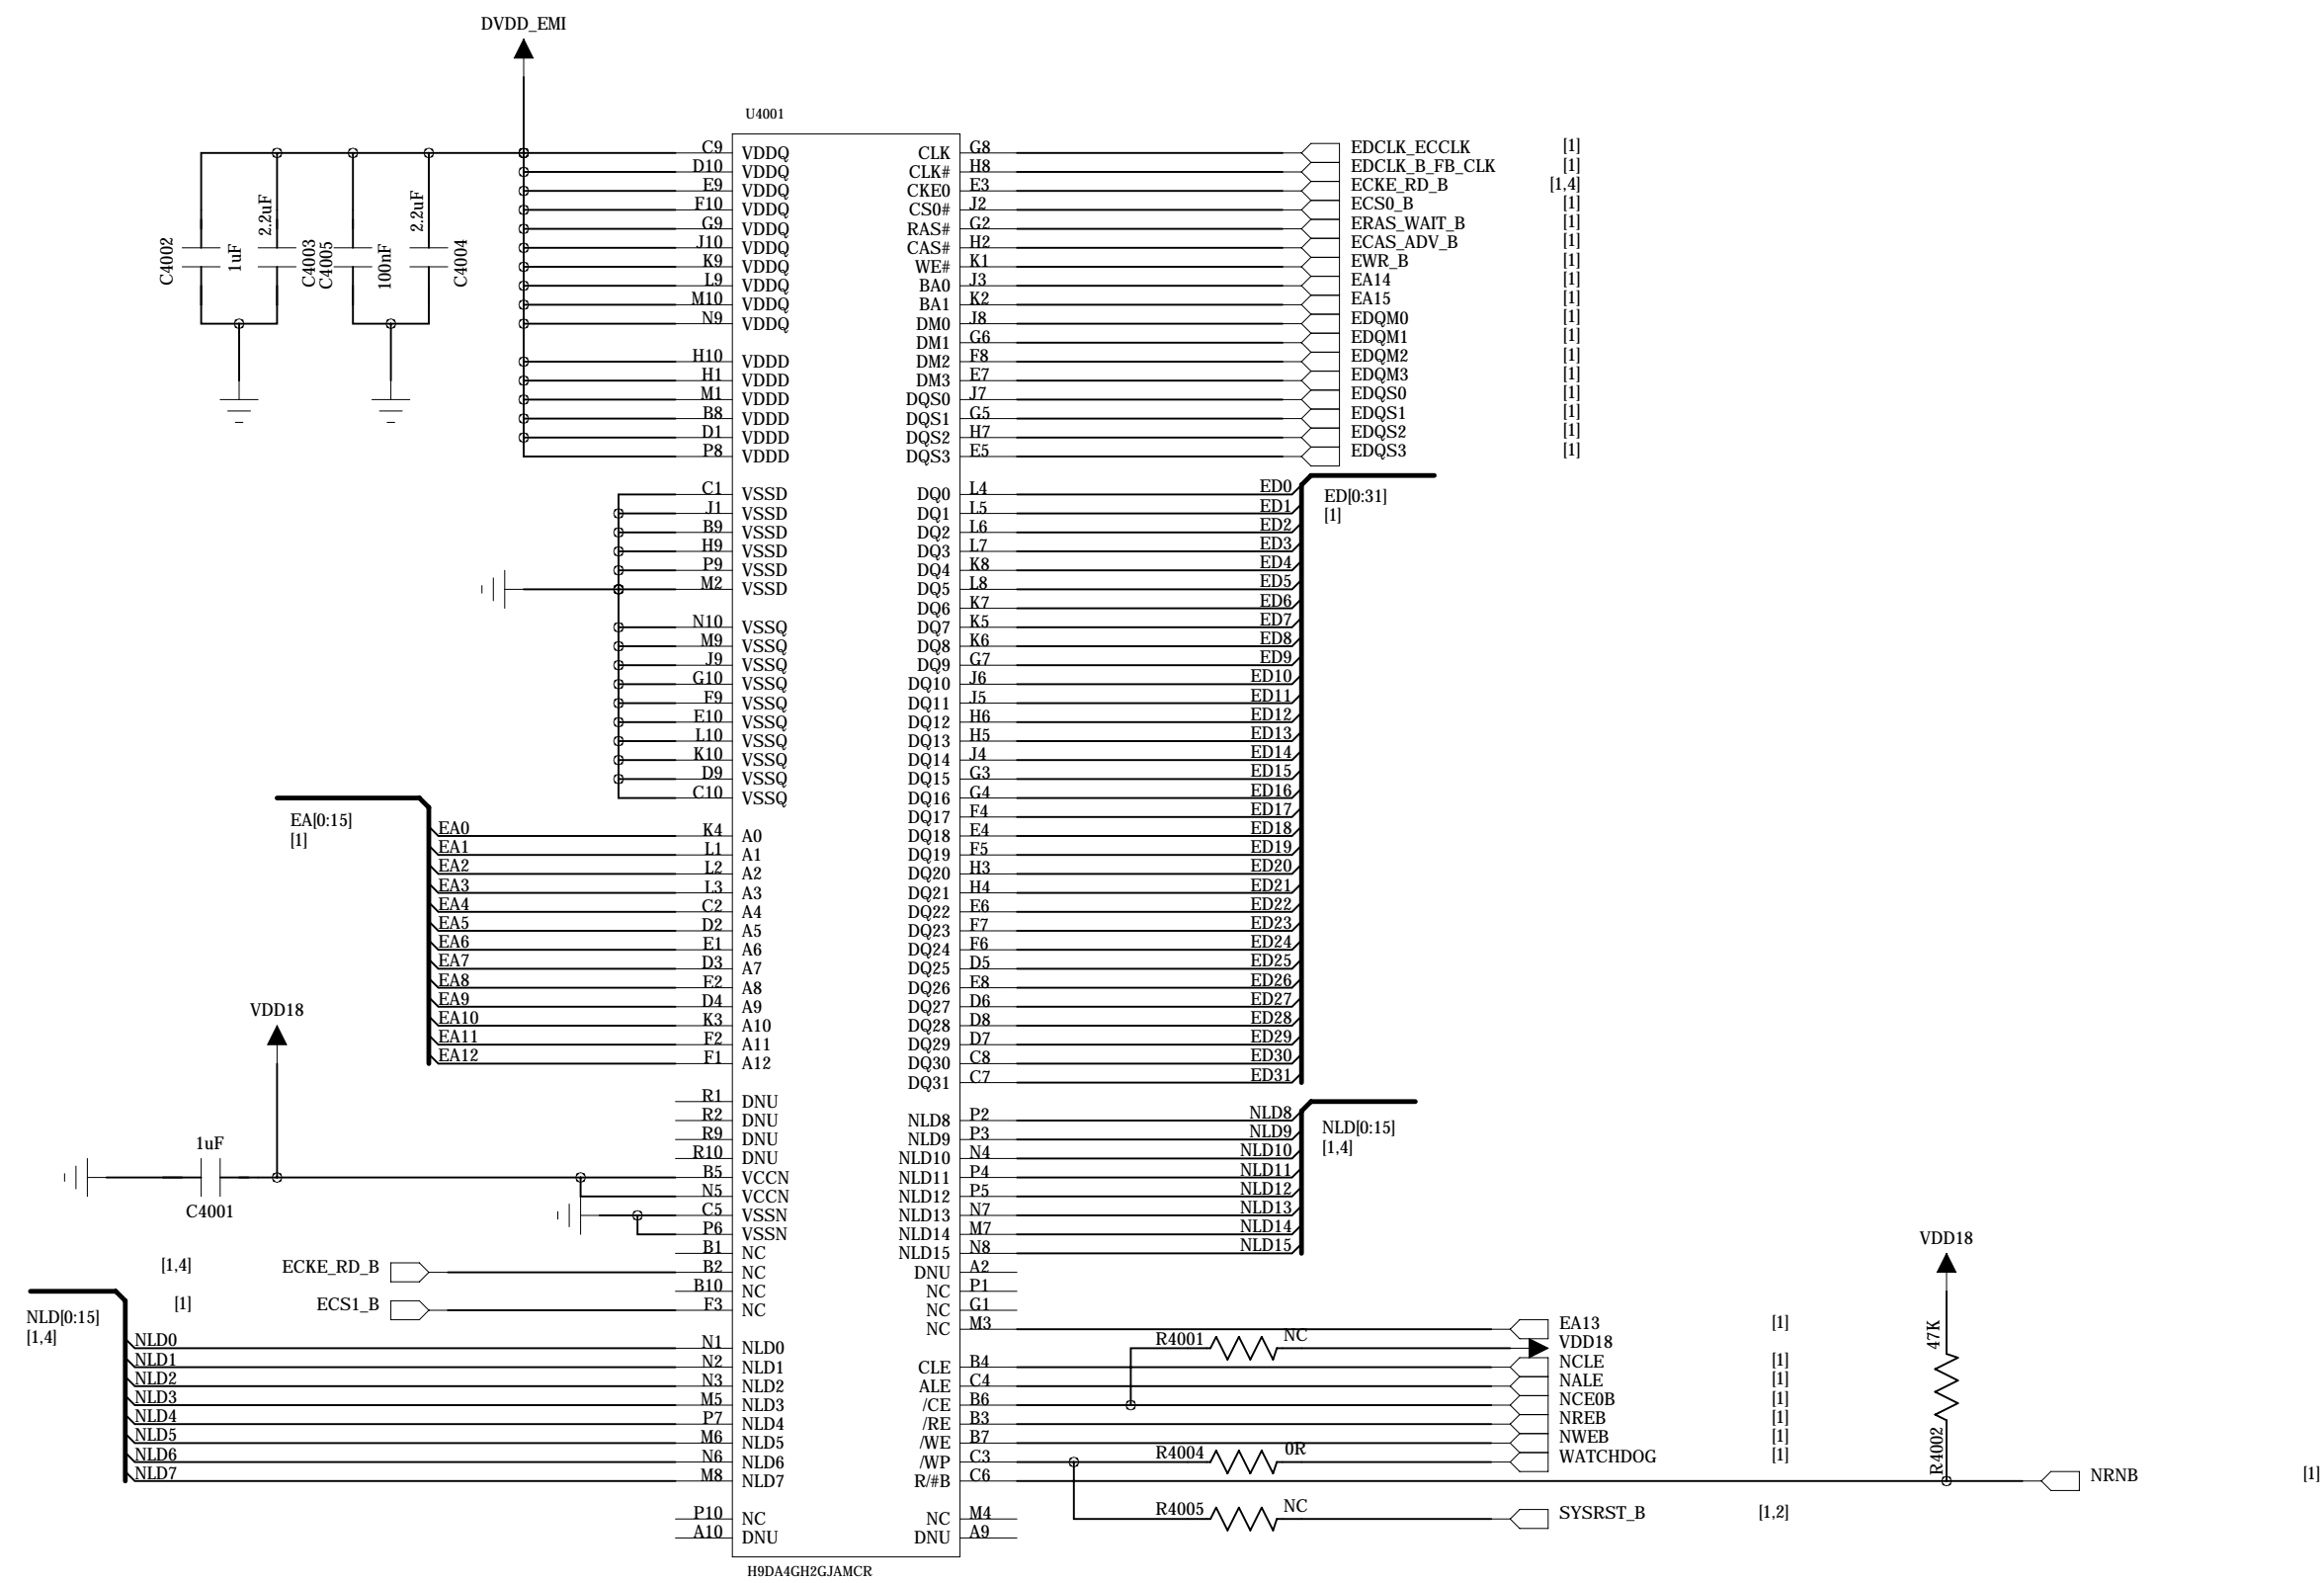 DVDD_EMI
U4001
C4002
1uF
2.2uF
C4003
C4005
100nF
2.2uF
C4004
C9 VDDQ
D10 VDDQ
E9 VDDQ
F10 VDDQ
G9 VDDQ
J10 VDDQ
K9 VDDQ
L9 VDDQ
M10 VDDQ
N9 VDDQ
H10 VDDD
H1 VDDD
M1 VDDD
B8 VDDD
D1 VDDD
P8 VDDD
C1 VSSD
J1 VSSD
B9 VSSD
H9 VSSD
P9 VSSD
M2 VSSD
N10 VSSQ
M9 VSSQ
J9 VSSQ
G10 VSSQ
F9 VSSQ
E10 VSSQ
L10 VSSQ
K10 VSSQ
D9 VSSQ
C10 VSSQ
EA[0:15]
[1]
EA0 K4 A0
EA1 L1 A1
EA2 L2 A2
EA3 L3 A3
EA4 C2 A4
EA5 D2 A5
EA6 E1 A6
EA7 D3 A7
EA8 E2 A8
EA9 D4 A9
EA10 K3 A10
EA11 F2 A11
EA12 F1 A12
VDD18
R1 DNU
R2 DNU
R9 DNU
R10 DNU
1uF
C4001
B5 VCCN
N5 VCCN
C5 VSSN
P6 VSSN
B1 NC
[1,4] ECKE_RD_B B2 NC
B10 NC
[1] ECS1_B F3 NC
NLD[0:15]
[1,4]
NLD0 N1 NLD0
NLD1 N2 NLD1
NLD2 N3 NLD2
NLD3 M5 NLD3
NLD4 P7 NLD4
NLD5 M6 NLD5
NLD6 N6 NLD6
NLD7 M8 NLD7
P10 NC
A10 DNU
CLK G8 EDCLK_ECCLK [1]
CLK# H8 EDCLK_B_FB_CLK [1]
CKE0 E3 ECKE_RD_B [1,4]
CS0# J2 ECS0_B [1]
RAS# G2 ERAS_WAIT_B [1]
CAS# H2 ECAS_ADV_B [1]
WE# K1 EWR_B [1]
BA0 J3 EA14 [1]
BA1 K2 EA15 [1]
DM0 J8 EDQM0 [1]
DM1 G6 EDQM1 [1]
DM2 F8 EDQM2 [1]
DM3 E7 EDQM3 [1]
DQS0 J7 EDQS0 [1]
DQS1 G5 EDQS1 [1]
DQS2 H7 EDQS2 [1]
DQS3 E5 EDQS3 [1]
ED[0:31]
[1]
DQ0 L4 ED0
DQ1 L5 ED1
DQ2 L6 ED2
DQ3 L7 ED3
DQ4 K8 ED4
DQ5 L8 ED5
DQ6 K7 ED6
DQ7 K5 ED7
DQ8 K6 ED8
DQ9 G7 ED9
DQ10 J6 ED10
DQ11 J5 ED11
DQ12 H6 ED12
DQ13 H5 ED13
DQ14 J4 ED14
DQ15 G3 ED15
DQ16 G4 ED16
DQ17 F4 ED17
DQ18 E4 ED18
DQ19 F5 ED19
DQ20 H3 ED20
DQ21 H4 ED21
DQ22 E6 ED22
DQ23 F7 ED23
DQ24 F6 ED24
DQ25 D5 ED25
DQ26 E8 ED26
DQ27 D6 ED27
DQ28 D8 ED28
DQ29 D7 ED29
DQ30 C8 ED30
DQ31 C7 ED31
NLD[0:15]
[1,4]
NLD8 P2 NLD8
NLD9 P3 NLD9
NLD10 N4 NLD10
NLD11 P4 NLD11
NLD12 P5 NLD12
NLD13 N7 NLD13
NLD14 M7 NLD14
NLD15 N8 NLD15
DNU A2
NC P1
NC G1
NC M3 EA13 [1]
R4001 NC VDD18
CLE B4 NCLE [1]
ALE C4 NALE [1]
/CE B6 NCE0B [1]
/RE B3 NREB [1]
/WE B7 NWEB [1]
/WP C3 R4004 0R WATCHDOG [1]
R/#B C6 NRNB [1]
R4005 NC SYSRST_B [1,2]
NC M4
DNU A9
VDD18
47K
R4002
H9DA4GH2GJAMCR